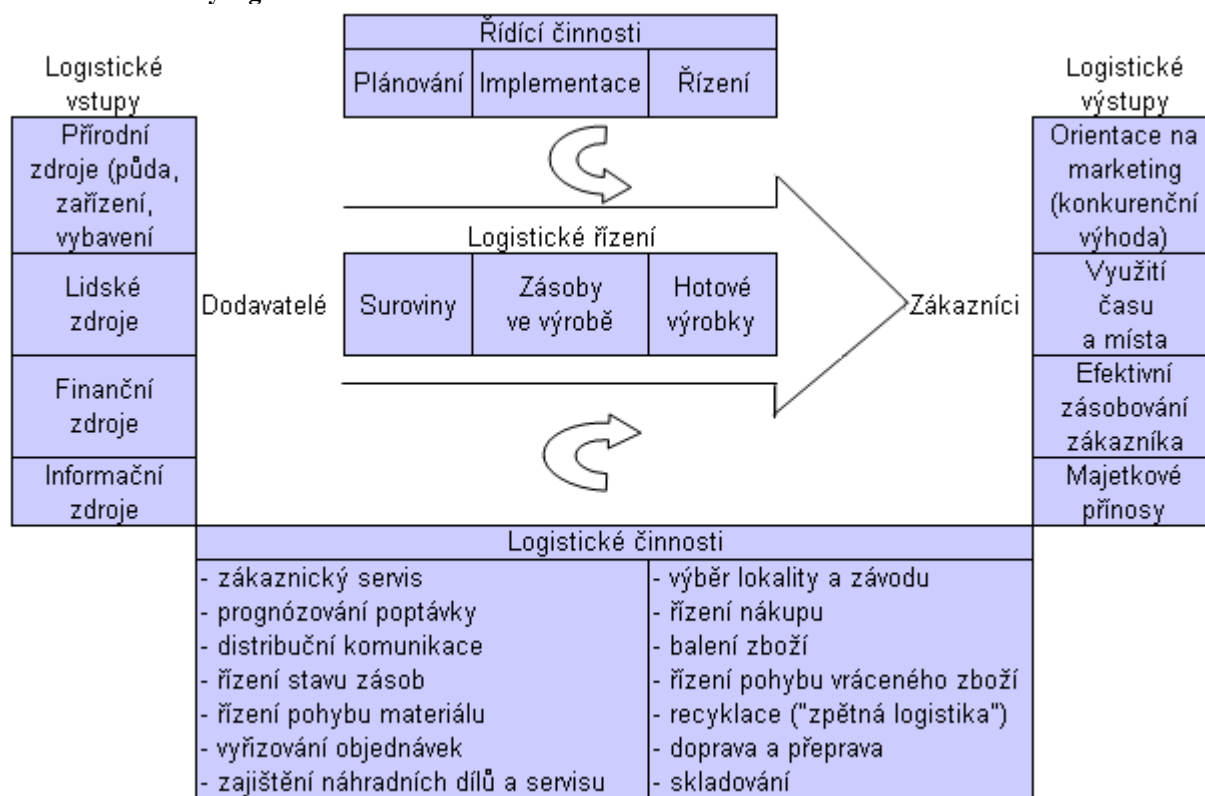 Řídící činnosti
Plánování
Implementace
Řízení
Logistické
vstupy
Přírodní
zdroje (půda,
zařízení,
vybavení
Lidské
zdroje
Finanční
zdroje
Informační
zdroje
Dodavatelé
Logistické řízení
Suroviny
Zásoby
ve výrobě
Hotové
výrobky
Zákazníci
Logistické
výstupy
Orientace na
marketing
(konkurenční
výhoda)
Využití
času
a místa
Efektivní
zásobování
zákazníka
Majetkové
přínosy
Logistické činnosti
- zákaznický servis
- prognózování poptávky
- distribuční komunikace
- řízení stavu zásob
- řízení pohybu materiálu
- vyřizování objednávek
- zajištění náhradních dílů a servisu
- výběr lokality a závodu
- řízení nákupu
- balení zboží
- řízení pohybu vráceného zboží
- recyklace ("zpětná logistika")
- doprava a přeprava
- skladování